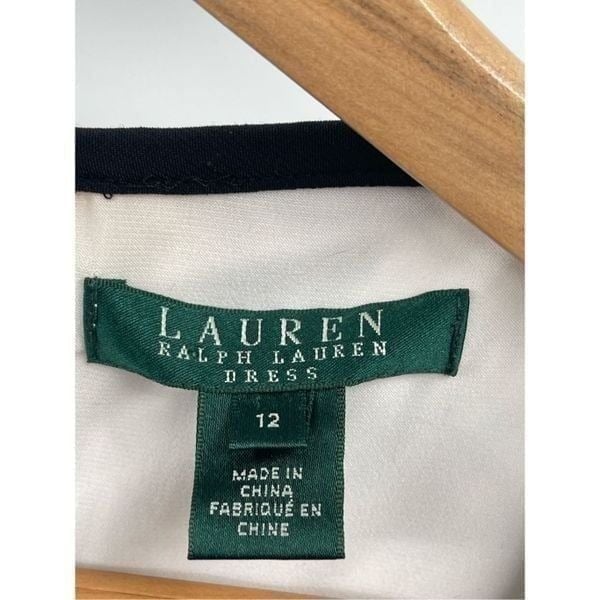 LAUREN
RALPH LAUREN
DRESS
12
MADE IN
CHINA
FABRIQUÉ EN
CHINE